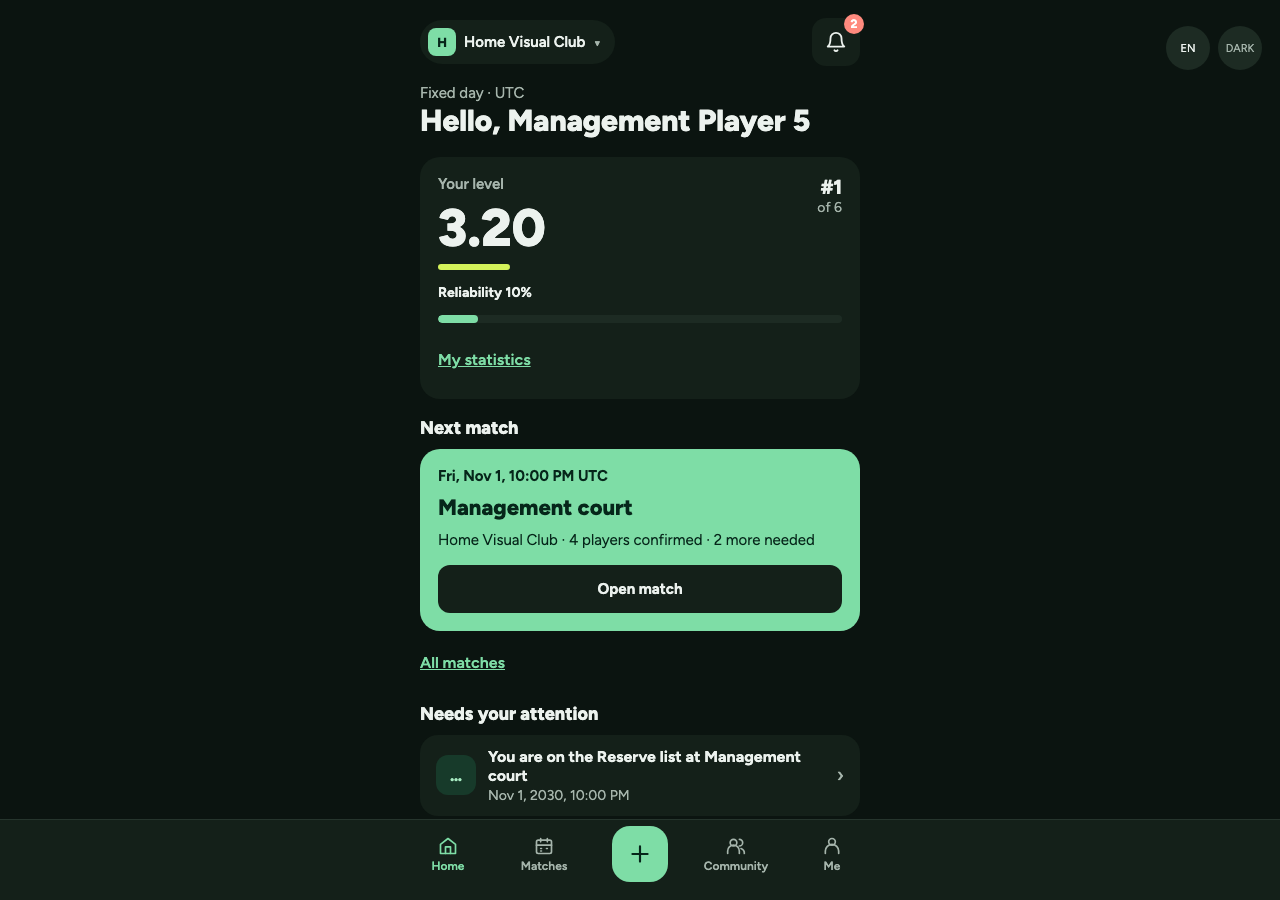 H Home Visual Club ▾
2
EN
DARK
Fixed day · UTC
Hello, Management Player 5
Your level
#1
3.20
of 6
Reliability 10%
My statistics
Next match
Fri, Nov 1, 10:00 PM UTC
Management court
Home Visual Club · 4 players confirmed · 2 more needed
Open match
All matches
Needs your attention
You are on the Reserve list at Management
court
… ›
Nov 1, 2030, 10:00 PM
Home
Matches
+
Community
Me